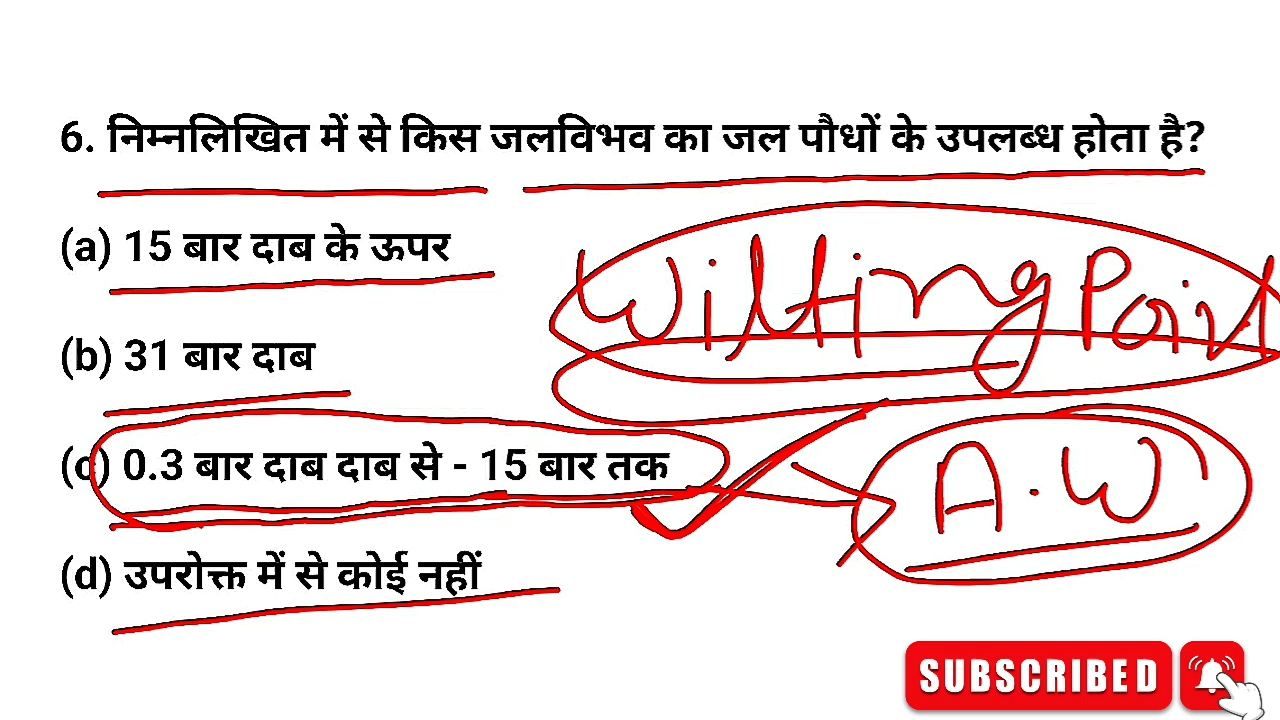 6. निम्नलिखित में से किस जलविभव का जल पौधों के उपलब्ध होता है?
(a) 15 बार दाब के ऊपर
Wilting Point
(b) 31 बार दाब
(c) 0.3 बार दाब दाब से - 15 बार तक
A.W
(d) उपरोक्त में से कोई नहीं
SUBSCRIBED